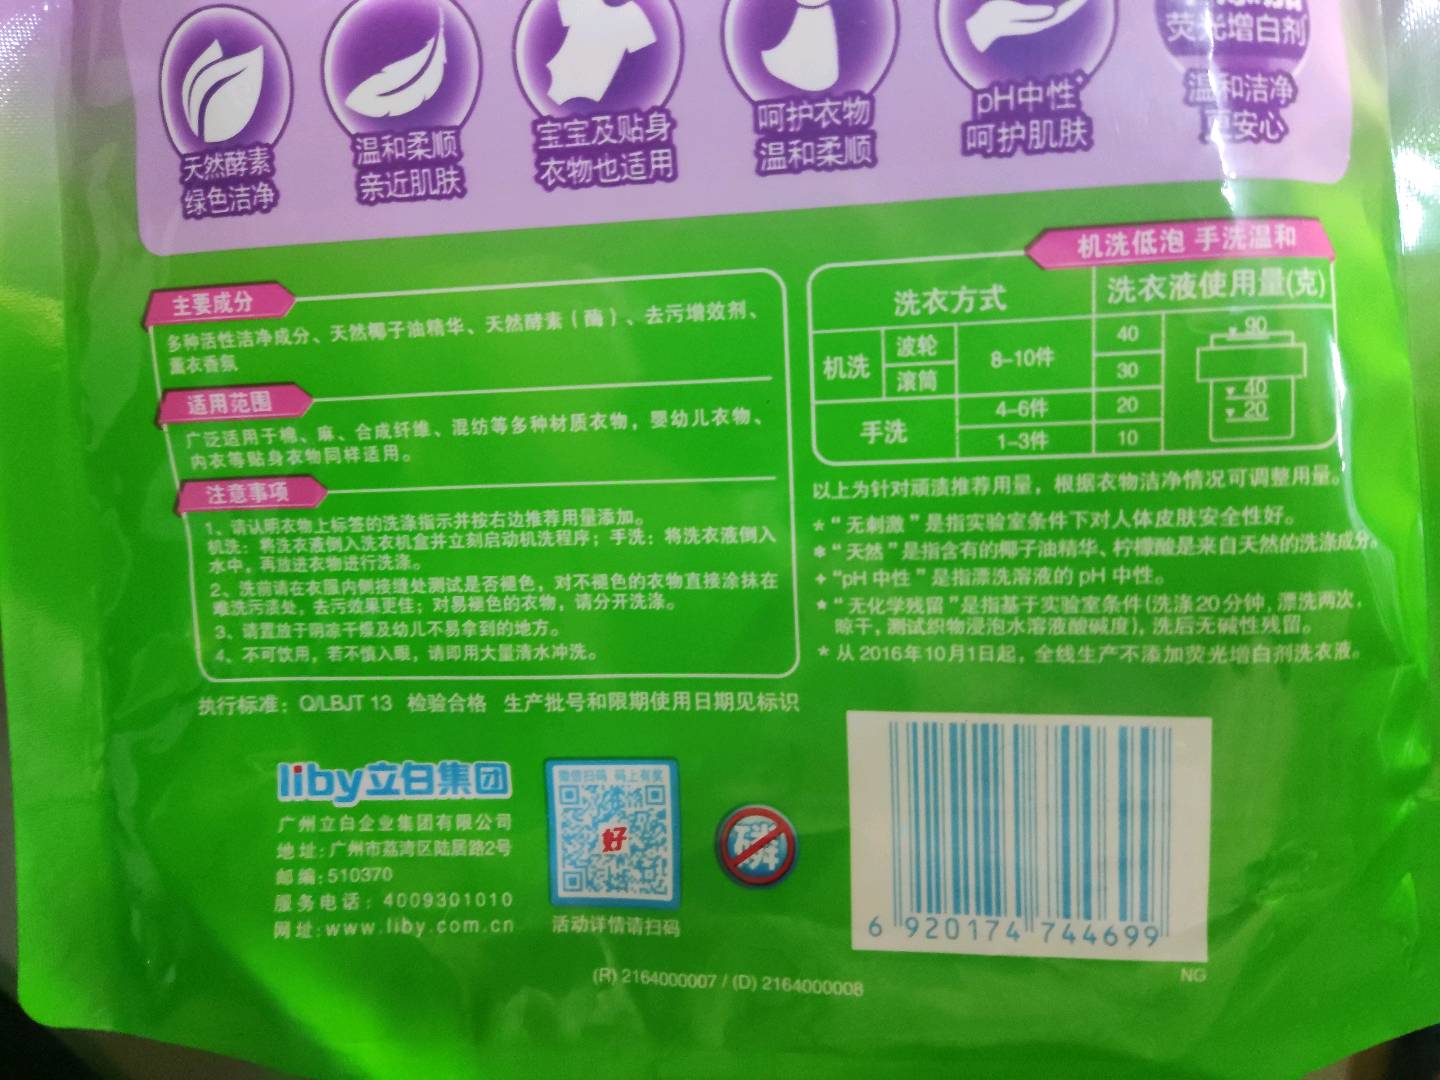 天然酵素
绿色洁净
温和柔顺
亲近肌肤
宝宝及贴身
衣物也适用
呵护衣物
温和柔顺
pH中性*
呵护肌肤
荧光增白剂
温和洁净
更安心
主要成分
多种活性洁净成分、天然椰子油精华、天然酵素（酶）、去污增效剂、
薰衣香氛
适用范围
广泛适用于棉、麻、合成纤维、混纺等多种材质衣物，婴幼儿衣物、
内衣等贴身衣物同样适用。
注意事项
1、请认明衣物上标签的洗涤指示并按右边推荐用量添加。
机洗：将洗衣液倒入洗衣机盒并立刻启动机洗程序；手洗：将洗衣液倒入
水中，再放进衣物进行洗涤。
2、洗前请在衣服内侧接缝处测试是否褪色，对不褪色的衣物直接涂抹在
难洗污渍处，去污效果更佳；对易褪色的衣物，请分开洗涤。
3、请置放于阴凉干燥及幼儿不易拿到的地方。
4、不可饮用，若不慎入眼，请即用大量清水冲洗。
执行标准：Q/LBJT 13 检验合格 生产批号和限期使用日期见标识
机洗低泡 手洗温和
洗衣方式 洗衣液使用量(克)
机洗 波轮 8-10件 40
滚筒 30
手洗 4-6件 20
1-3件 10
90
40
20
以上为针对顽渍推荐用量，根据衣物洁净情况可调整用量。
*“无刺激”是指实验室条件下对人体皮肤安全性好。
*“天然”是指含有的椰子油精华、柠檬酸是来自天然的洗涤成分。
+“pH 中性”是指漂洗溶液的 pH 中性。
★“无化学残留”是指基于实验室条件(洗涤20分钟,漂洗两次,
晾干,测试织物浸泡水溶液酸碱度),洗后无碱性残留。
* 从 2016年10月1日起，全线生产不添加荧光增白剂洗衣液。
liby立白集团
广州立白企业集团有限公司
地址:广州市荔湾区陆居路2号
邮编:510370
服务电话: 4009301010
网址:www.liby.com.cn
微信扫码 码上有奖
好
活动详情请扫码
磷
6 920174 744699
NG
(R) 2164000007 / (D) 2164000008